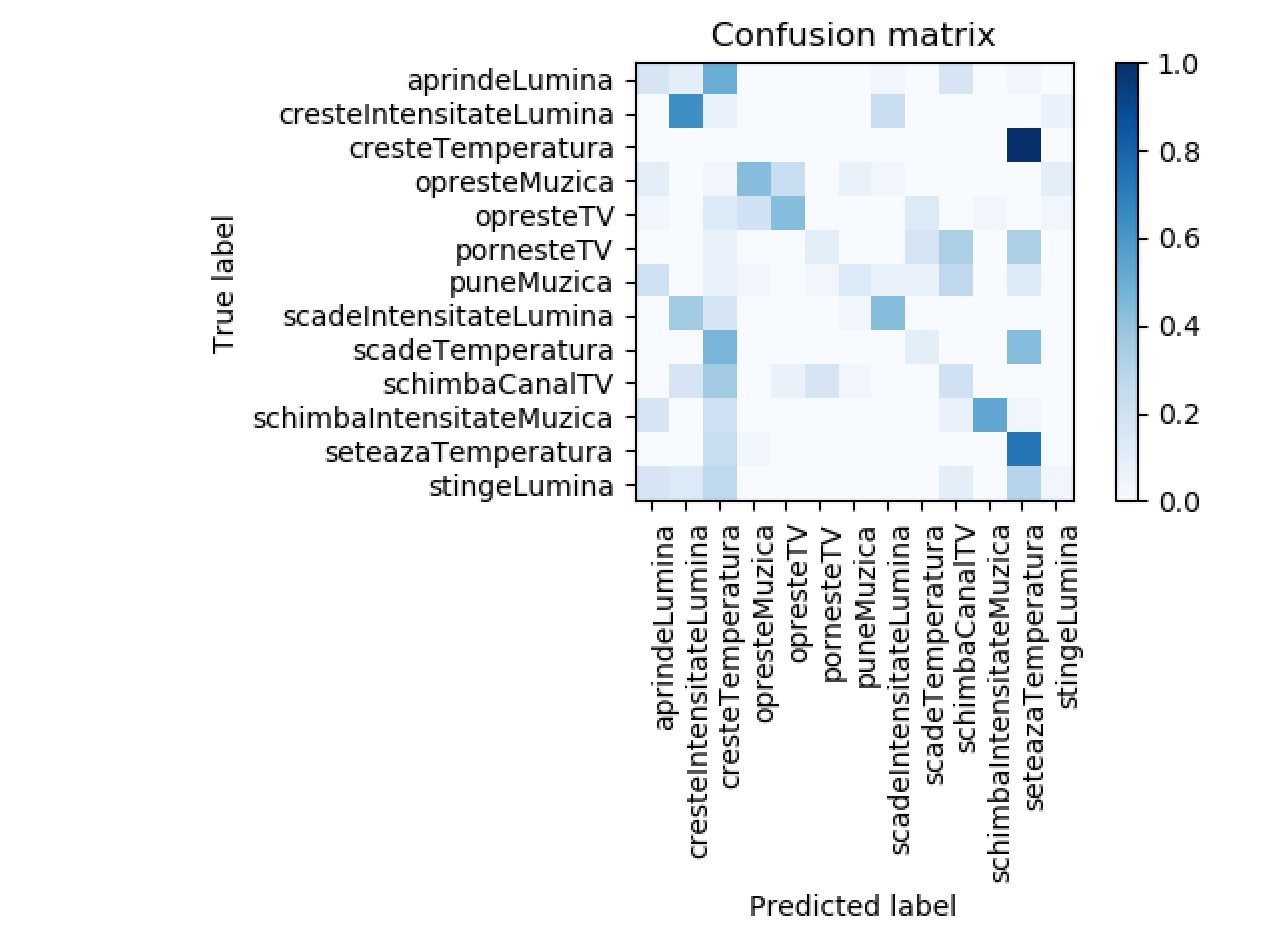 Confusion matrix
True label
aprindeLumina
cresteIntensitateLumina
cresteTemperatura
opresteMuzica
opresteTV
pornesteTV
puneMuzica
scadeIntensitateLumina
scadeTemperatura
schimbaCanalTV
schimbaIntensitateMuzica
seteazaTemperatura
stingeLumina
1.0
0.8
0.6
0.4
0.2
0.0
aprindeLumina
cresteIntensitateLumina
cresteTemperatura
opresteMuzica
opresteTV
pornesteTV
puneMuzica
scadeIntensitateLumina
scadeTemperatura
schimbaCanalTV
schimbaIntensitateMuzica
seteazaTemperatura
stingeLumina
Predicted label